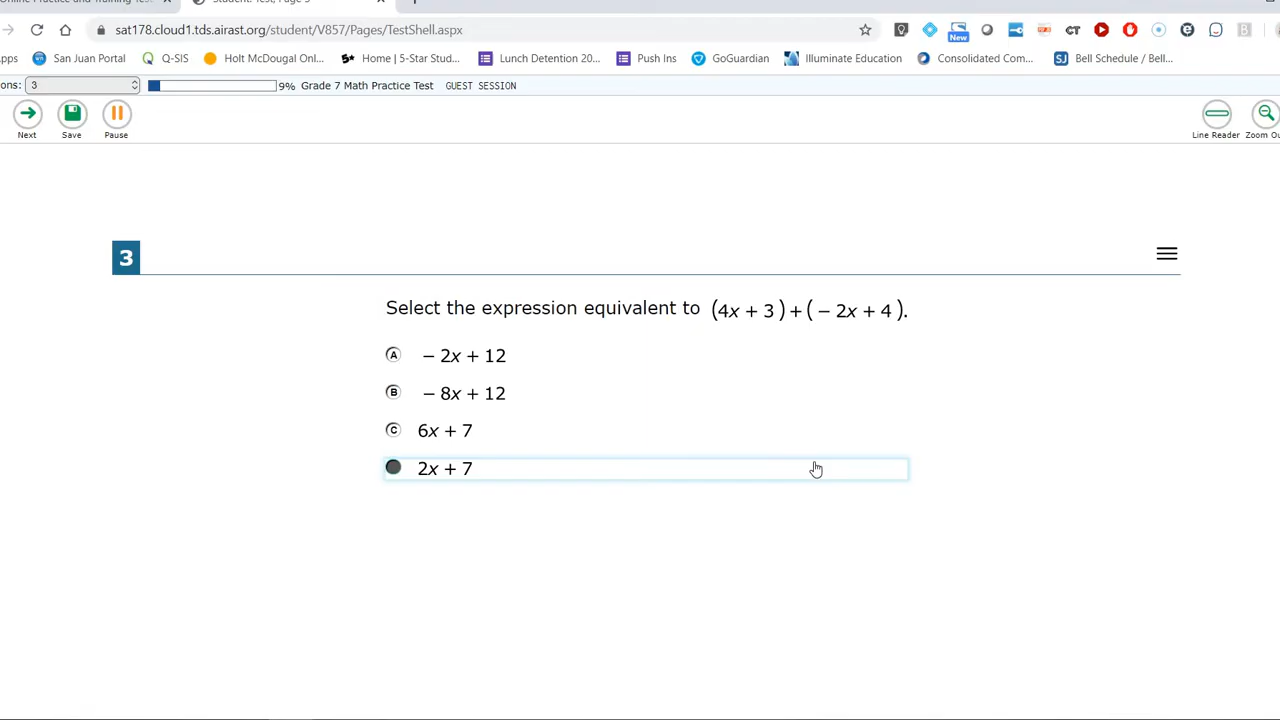 sat178.cloud1.tds.airast.org/student/V857/Pages/TestShell.aspx
New
San Juan Portal
Q-SIS
Holt McDougal Onl...
Home | 5-Star Stud...
Lunch Detention 20...
Push Ins
GoGuardian
Illuminate Education
Consolidated Com...
Bell Schedule / Bell...
3
9%
Grade 7 Math Practice Test
GUEST SESSION
Next
Save
Pause
Line Reader
3
Select the expression equivalent to (4x + 3) + (− 2x + 4).
A − 2x + 12
B − 8x + 12
C 6x + 7
2x + 7